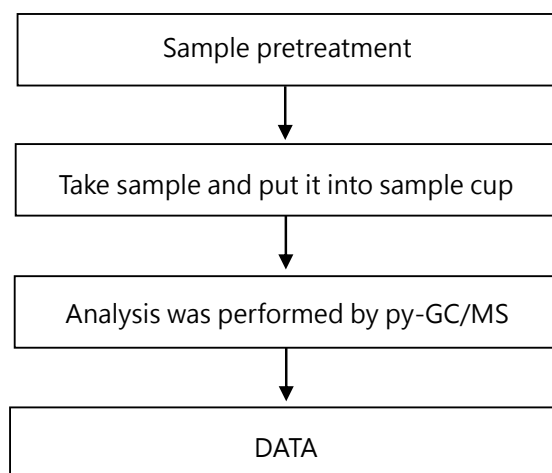 Sample pretreatment
Take sample and put it into sample cup
Analysis was performed by py-GC/MS
DATA